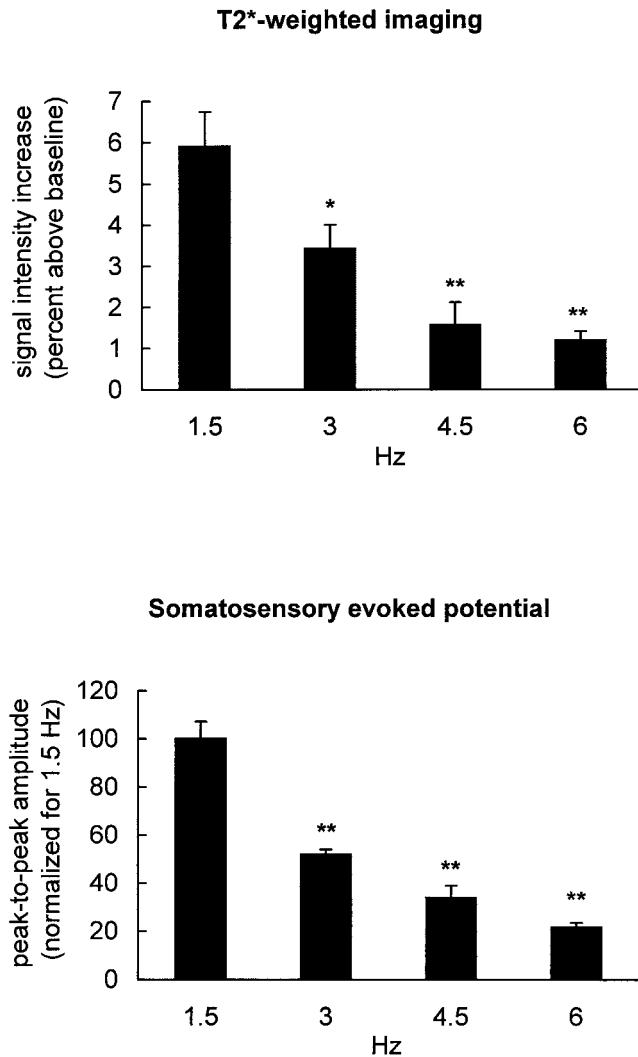 T2*-weighted imaging
signal intensity increase
(percent above baseline)
7
6
5
4
3
2
1
0
*
**
**
1.5 3 4.5 6
Hz
Somatosensory evoked potential
peak-to-peak amplitude
(normalized for 1.5 Hz)
120
100
80
60
40
20
0
**
**
**
1.5 3 4.5 6
Hz